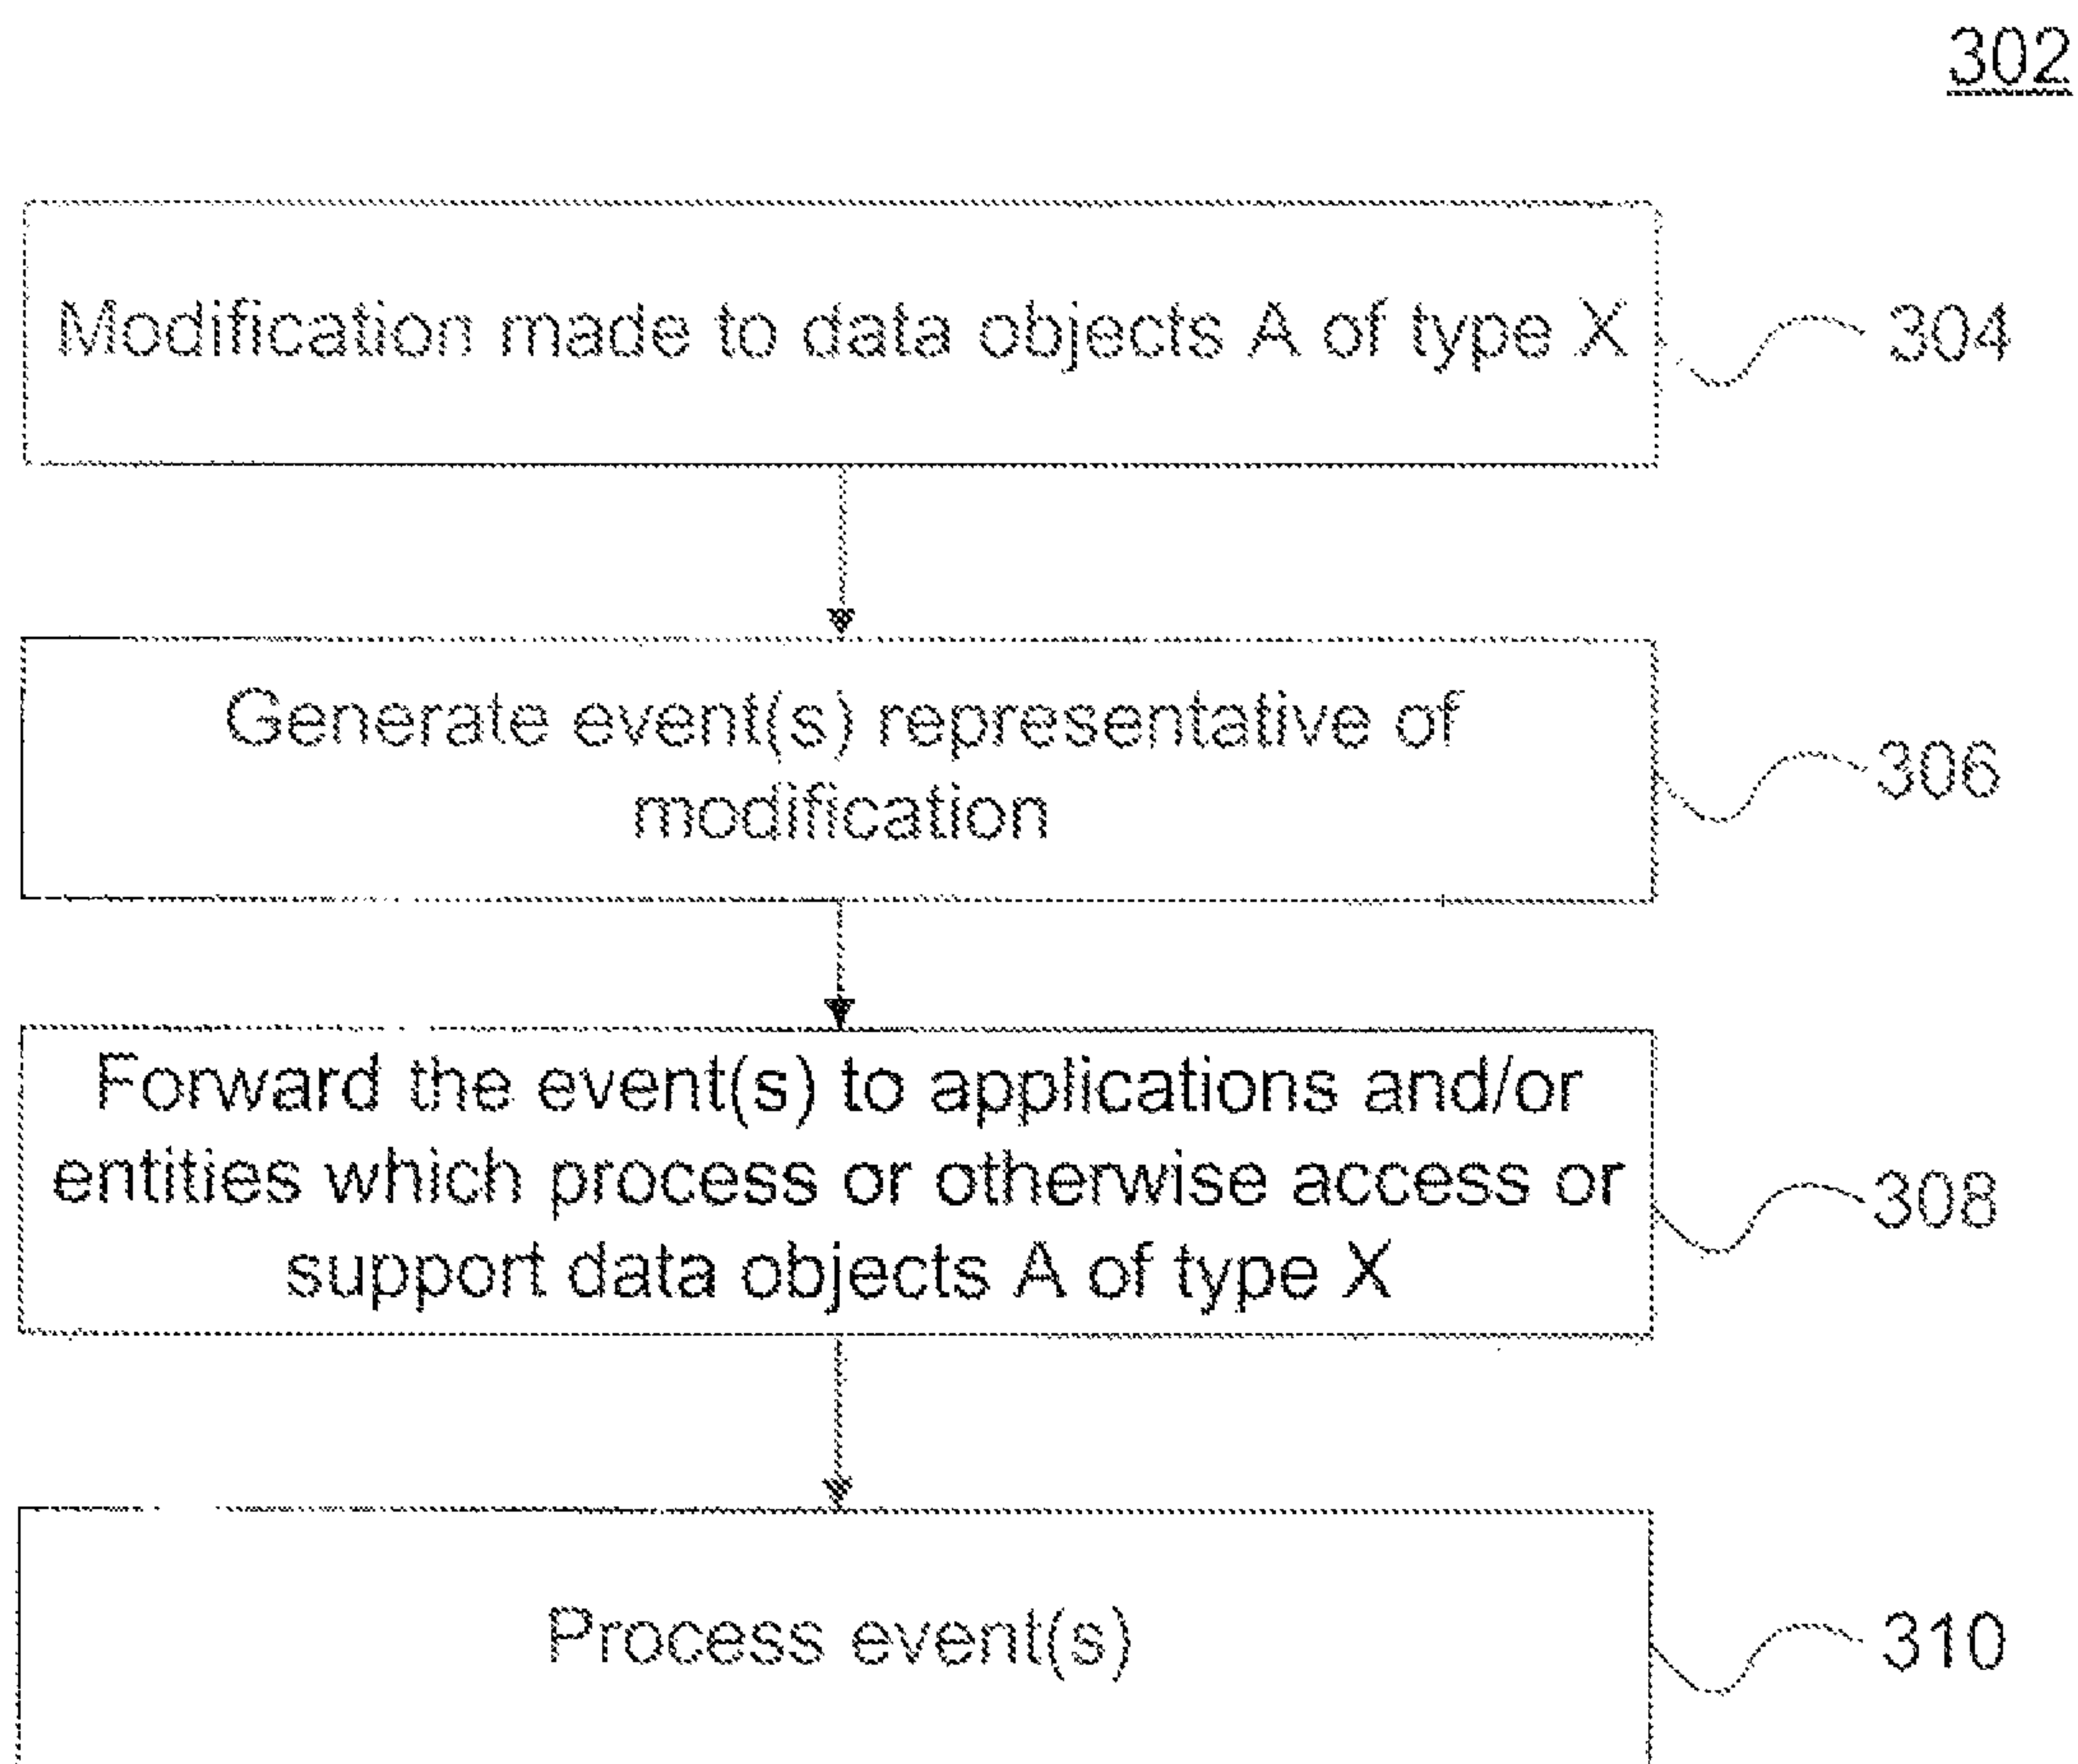 302
Modification made to data objects A of type X
304
Generate event(s) representative of
modification
306
Forward the event(s) to applications and/or
entities which process or otherwise access or
support data objects A of type X
308
Process event(s)
310